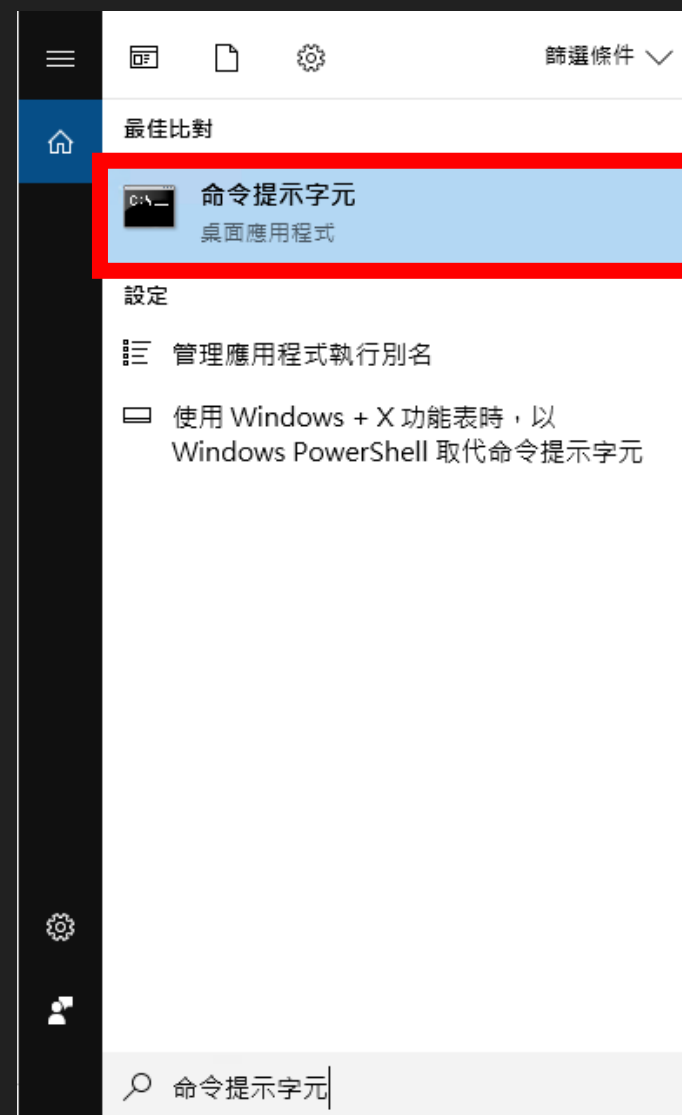 篩選條件
最佳比對
C:\_
命令提示字元
桌面應用程式
設定
管理應用程式執行別名
使用 Windows + X 功能表時，以
Windows PowerShell 取代命令提示字元
命令提示字元